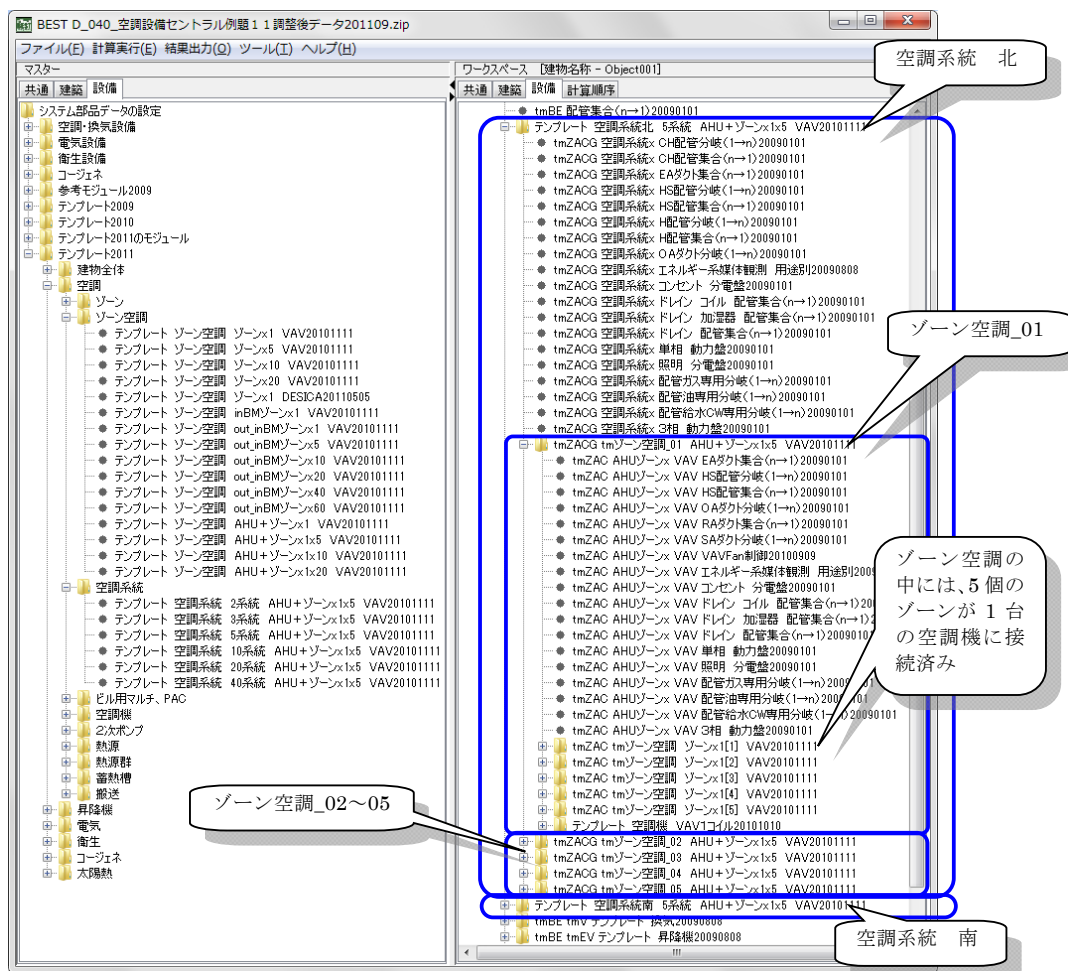 BEST D_040_空調設備セントラル例題１１調整後データ201109.zip
ファイル(F) 計算実行(E) 結果出力(O) ツール(T) ヘルプ(H)
マスター
共通 建築 設備
システム部品データの設定
空調・換気設備
電気設備
衛生設備
コージェネ
参考モジュール2009
テンプレート2009
テンプレート2010
テンプレート2011のモジュール
テンプレート2011
建物全体
空調
ゾーン
ゾーン空調
テンプレート ゾーン空調 ゾーンx1 VAV20101111
テンプレート ゾーン空調 ゾーンx5 VAV20101111
テンプレート ゾーン空調 ゾーンx10 VAV20101111
テンプレート ゾーン空調 ゾーンx20 VAV20101111
テンプレート ゾーン空調 ゾーンx1 DESICA20110505
テンプレート ゾーン空調 inBMゾーンx1 VAV20101111
テンプレート ゾーン空調 out_inBMゾーンx1 VAV20101111
テンプレート ゾーン空調 out_inBMゾーンx5 VAV20101111
テンプレート ゾーン空調 out_inBMゾーンx10 VAV20101111
テンプレート ゾーン空調 out_inBMゾーンx20 VAV20101111
テンプレート ゾーン空調 out_inBMゾーンx40 VAV20101111
テンプレート ゾーン空調 out_inBMゾーンx60 VAV20101111
テンプレート ゾーン空調 AHU+ゾーンx1 VAV20101111
テンプレート ゾーン空調 AHU+ゾーンx1x5 VAV20101111
テンプレート ゾーン空調 AHU+ゾーンx1x10 VAV20101111
テンプレート ゾーン空調 AHU+ゾーンx1x20 VAV20101111
空調系統
テンプレート 空調系統 2系統 AHU+ゾーンx1x5 VAV20101111
テンプレート 空調系統 3系統 AHU+ゾーンx1x5 VAV20101111
テンプレート 空調系統 5系統 AHU+ゾーンx1x5 VAV20101111
テンプレート 空調系統 10系統 AHU+ゾーンx1x5 VAV20101111
テンプレート 空調系統 20系統 AHU+ゾーンx1x5 VAV20101111
テンプレート 空調系統 40系統 AHU+ゾーンx1x5 VAV20101111
ビル用マルチ、PAC
空調機
２次ポンプ
熱源
熱源群
蓄熱槽
搬送
昇降機
電気
衛生
コージェネ
太陽熱
ワークスペース [建物名称 - Object001]
共通 建築 設備 計算順序
tmBE 配管集合(n→1)20090101
テンプレート 空調系統北 5系統 AHU+ゾーンx1x5 VAV20101111
tmZACG 空調系統x CH配管分岐(1→n)20090101
tmZACG 空調系統x CH配管集合(n→1)20090101
tmZACG 空調系統x EAダクト集合(n→1)20090101
tmZACG 空調系統x HS配管分岐(1→n)20090101
tmZACG 空調系統x HS配管集合(n→1)20090101
tmZACG 空調系統x H配管分岐(1→n)20090101
tmZACG 空調系統x H配管集合(n→1)20090101
tmZACG 空調系統x OAダクト分岐(1→n)20090101
tmZACG 空調系統x エネルギー系媒体観測 用途別20090808
tmZACG 空調系統x コンセント 分電盤20090101
tmZACG 空調系統x ドレイン コイル 配管集合(n→1)20090101
tmZACG 空調系統x ドレイン 加湿器 配管集合(n→1)20090101
tmZACG 空調系統x ドレイン 配管集合(n→1)20090101
tmZACG 空調系統x 単相 動力盤20090101
tmZACG 空調系統x 照明 分電盤20090101
tmZACG 空調系統x 配管ガス専用分岐(1→n)20090101
tmZACG 空調系統x 配管油専用分岐(1→n)20090101
tmZACG 空調系統x 配管給水CW専用分岐(1→n)20090101
tmZACG 空調系統x 3相 動力盤20090101
tmZACG tmゾーン空調_01 AHU+ゾーンx1x5 VAV20101111
tmZAC AHUゾーンx VAV EAダクト集合(n→1)20090101
tmZAC AHUゾーンx VAV HS配管分岐(1→n)20090101
tmZAC AHUゾーンx VAV HS配管集合(n→1)20090101
tmZAC AHUゾーンx VAV OAダクト分岐(1→n)20090101
tmZAC AHUゾーンx VAV RAダクト集合(n→1)20090101
tmZAC AHUゾーンx VAV SAダクト分岐(1→n)20090101
tmZAC AHUゾーンx VAV VAVFan制御20100909
tmZAC AHUゾーンx VAV エネルギー系媒体観測 用途別2009
tmZAC AHUゾーンx VAV コンセント 分電盤20090101
tmZAC AHUゾーンx VAV ドレイン コイル 配管集合(n→1)20
tmZAC AHUゾーンx VAV ドレイン 加湿器 配管集合(n→1)
tmZAC AHUゾーンx VAV ドレイン 配管集合(n→1)20090101
tmZAC AHUゾーンx VAV 単相 動力盤20090101
tmZAC AHUゾーンx VAV 照明 分電盤20090101
tmZAC AHUゾーンx VAV 配管ガス専用分岐(1→n)200
tmZAC AHUゾーンx VAV 配管油専用分岐(1→n)20090101
tmZAC AHUゾーンx VAV 配管給水CW専用分岐(1→n)20090101
tmZAC AHUゾーンx VAV 3相 動力盤20090101
tmZAC tmゾーン空調 ゾーンx1[1] VAV20101111
tmZAC tmゾーン空調 ゾーンx1[2] VAV20101111
tmZAC tmゾーン空調 ゾーンx1[3] VAV20101111
tmZAC tmゾーン空調 ゾーンx1[4] VAV20101111
tmZAC tmゾーン空調 ゾーンx1[5] VAV20101111
テンプレート 空調機 VAV1コイル20101010
tmZACG tmゾーン空調_02 AHU+ゾーンx1x5 VAV20101111
tmZACG tmゾーン空調_03 AHU+ゾーンx1x5 VAV20101111
tmZACG tmゾーン空調_04 AHU+ゾーンx1x5 VAV20101111
tmZACG tmゾーン空調_05 AHU+ゾーンx1x5 VAV20101111
テンプレート 空調系統南 5系統 AHU+ゾーンx1x5 VAV20101111
tmBE tmV テンプレート 換気20090808
tmBE tmEV テンプレート 昇降機20090808
空調系統 北
ゾーン空調_01
ゾーン空調の
中には、5 個の
ゾーンが 1 台
の空調機に接
続済み
ゾーン空調_02～05
空調系統 南